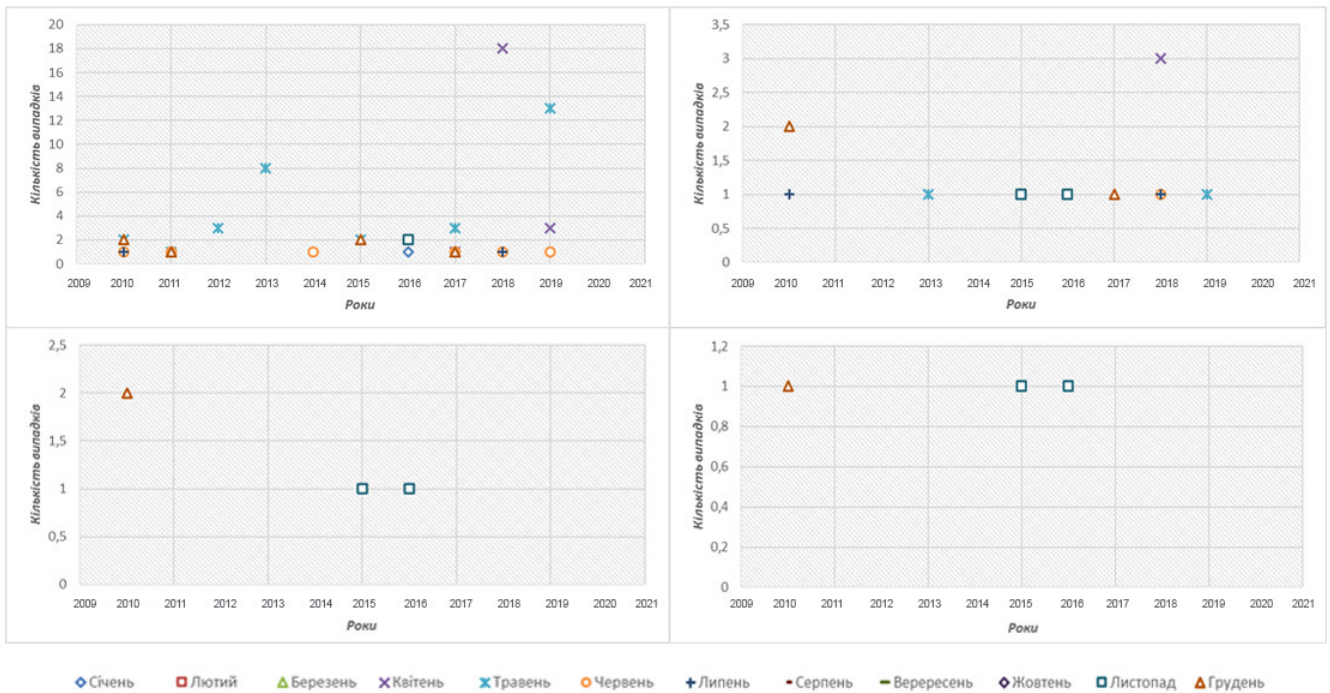 20
18
16
14
12
10
8
6
4
2
0
Кількість випадків
2009 2010 2011 2012 2013 2014 2015 2016 2017 2018 2019 2020 2021
Роки
3,5
3
2,5
2
1,5
1
0,5
0
Кількість випадків
2009 2010 2011 2012 2013 2014 2015 2016 2017 2018 2019 2020 2021
Роки
2,5
2
1,5
1
0,5
0
Кількість випадків
2009 2010 2011 2012 2013 2014 2015 2016 2017 2018 2019 2020 2021
Роки
1,2
1
0,8
0,6
0,4
0,2
0
Кількість випадків
2009 2010 2011 2012 2013 2014 2015 2016 2017 2018 2019 2020 2021
Роки
Січень Лютий Березень Квітень Травень Червень Липень Серпень Верересень Жовтень Листопад Грудень